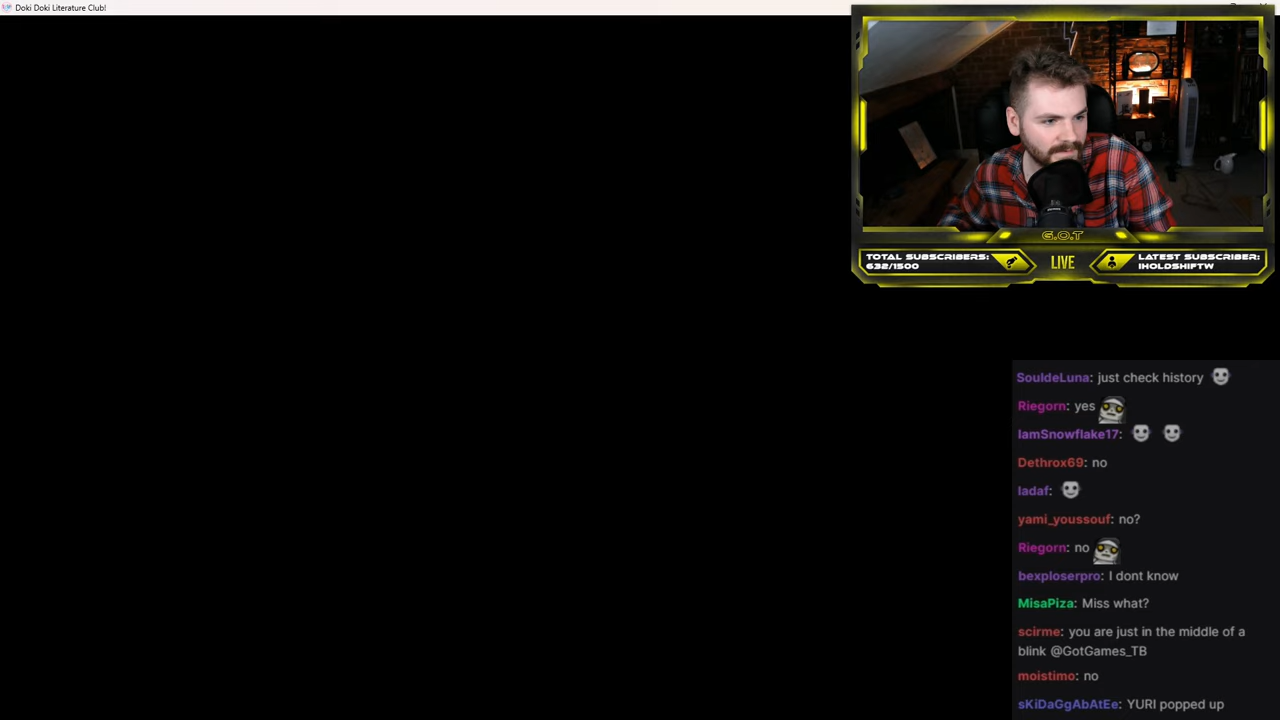 Doki Doki Literature Club!
G.O.T
TOTAL SUBSCRIBERS:
632/1500
LIVE
LATEST SUBSCRIBER:
IHOLDSHIFTW
SouldeLuna: just check history
Riegorn: yes
IamSnowflake17:
Dethrox69: no
ladaf:
yami_youssouf: no?
Riegorn: no
bexploserpro: I dont know
MisaPiza: Miss what?
scirme: you are just in the middle of a
blink @GotGames_TB
moistimo: no
sKiDaGgAbAtEe: YURI popped up